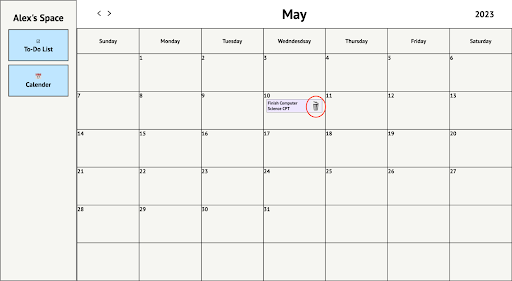 Alex's Space
To-Do List
Calender
< > May 2023
Sunday Monday Tuesday Wedndesdsay Thursday Friday Saturday
1 2 3 4 5 6
7 8 9 10 11 12 13
Finish Computer
Science CPT
14 15 16 17 18 19 20
21 22 23 24 25 26 27
28 29 30 31